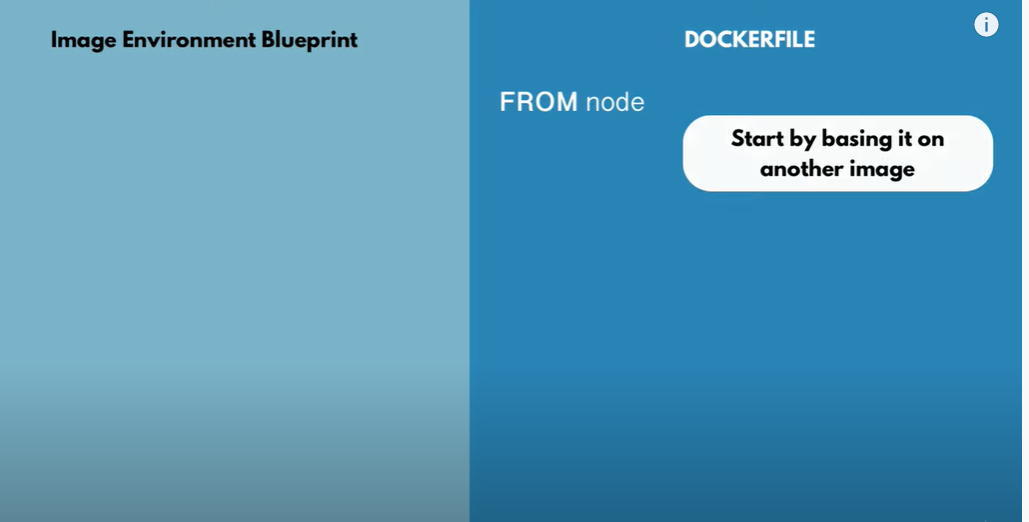 Image Environment Blueprint
DOCKERFILE
FROM node
Start by basing it on
another image